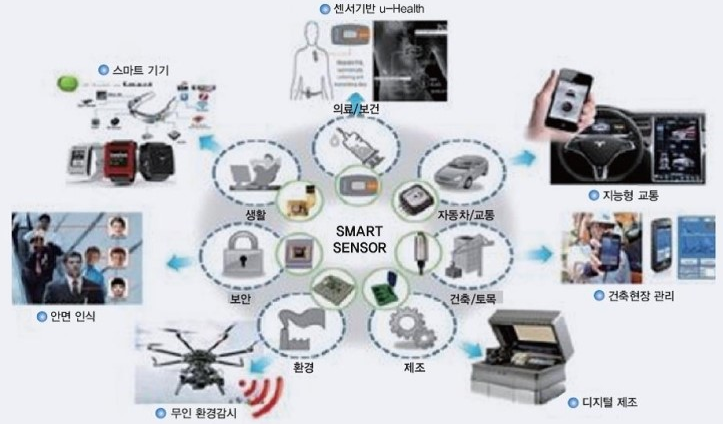 센서기반 u-Health
스마트 기기
의료/보건
생활
자동차/교통
지능형 교통
SMART
SENSOR
보안
건축/토목
건축현장 관리
안면 인식
환경
제조
무인 환경감시
디지털 제조